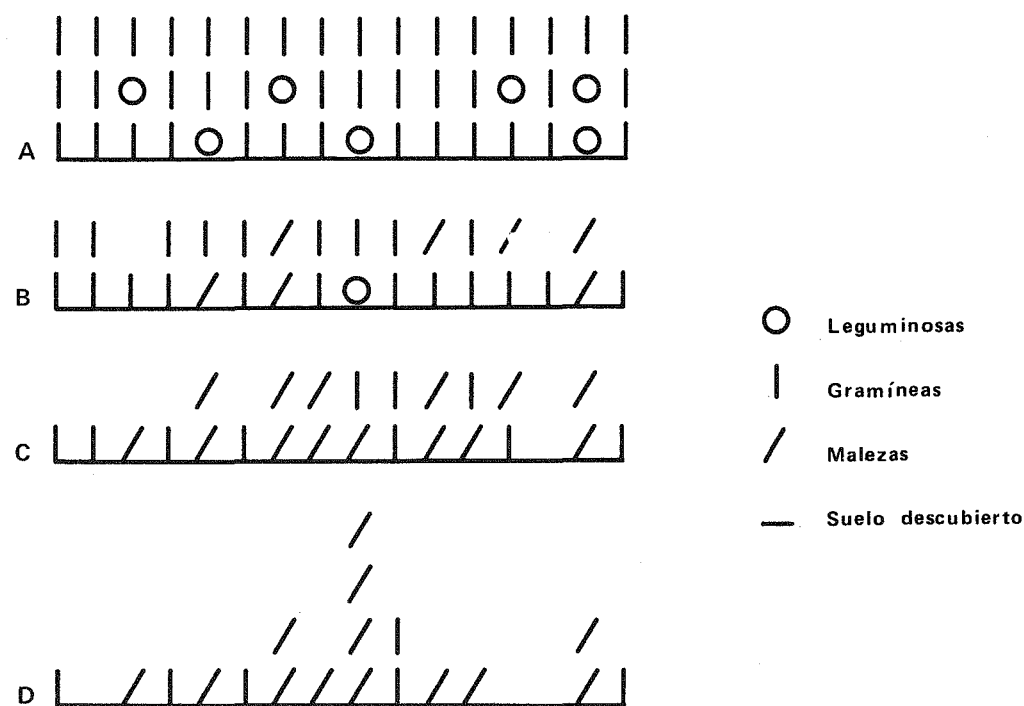 A
B
C
D
Leguminosas
Gramíneas
Malezas
Suelo descubierto